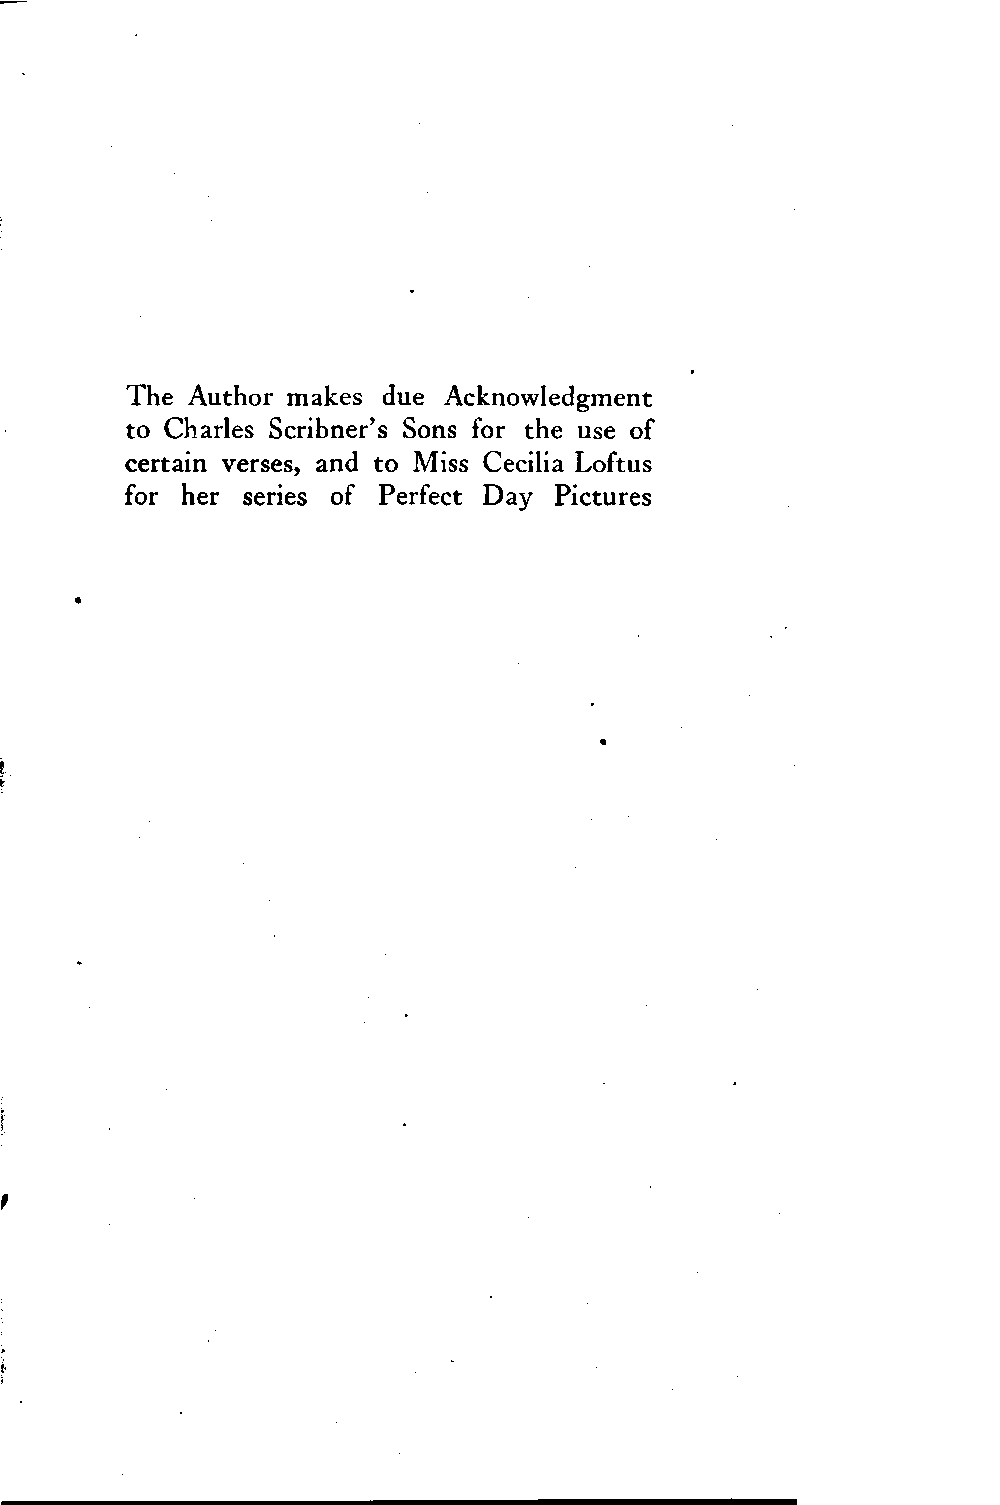 The Author makes due Acknowledgment
to Charles Scribner's Sons for the use of
certain verses, and to Miss Cecilia Loftus
for her series of Perfect Day Pictures